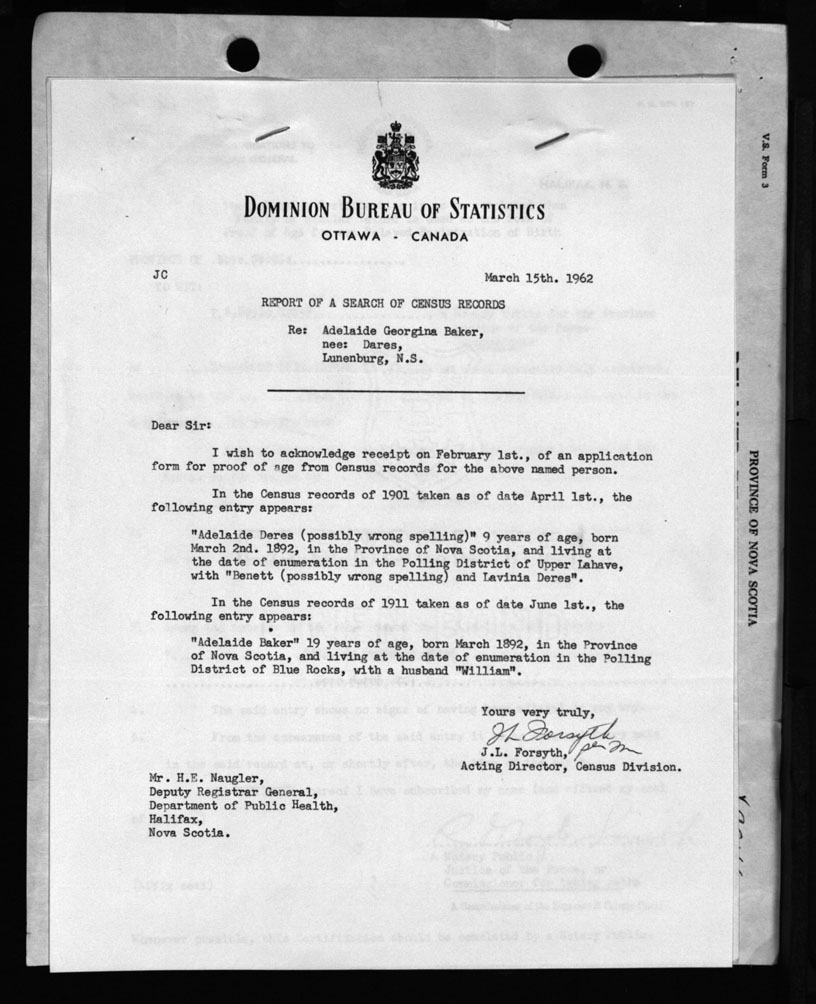 V.S. Form 3
DOMINION BUREAU OF STATISTICS
OTTAWA - CANADA
JC
March 15th. 1962
REPORT OF A SEARCH OF CENSUS RECORDS
Re: Adelaide Georgina Baker,
nee: Dares,
Lunenburg, N.S.
Dear Sir:
I wish to acknowledge receipt on February 1st., of an application
form for proof of age from Census records for the above named person.
In the Census records of 1901 taken as of date April 1st., the
following entry appears:
"Adelaide Deres (possibly wrong spelling)" 9 years of age, born
March 2nd. 1892, in the Province of Nova Scotia, and living at
the date of enumeration in the Polling District of Upper Lahave,
with "Benett (possibly wrong spelling) and Lavinia Deres".
In the Census records of 1911 taken as of date June 1st., the
following entry appears:
"Adelaide Baker" 19 years of age, born March 1892, in the Province
of Nova Scotia, and living at the date of enumeration in the Polling
District of Blue Rocks, with a husband "William".
Yours very truly,
JL Forsyth
per m
J.L. Forsyth,
Acting Director, Census Division.
Mr. H.E. Naugler,
Deputy Registrar General,
Department of Public Health,
Halifax,
Nova Scotia.
PROVINCE OF NOVA SCOTIA